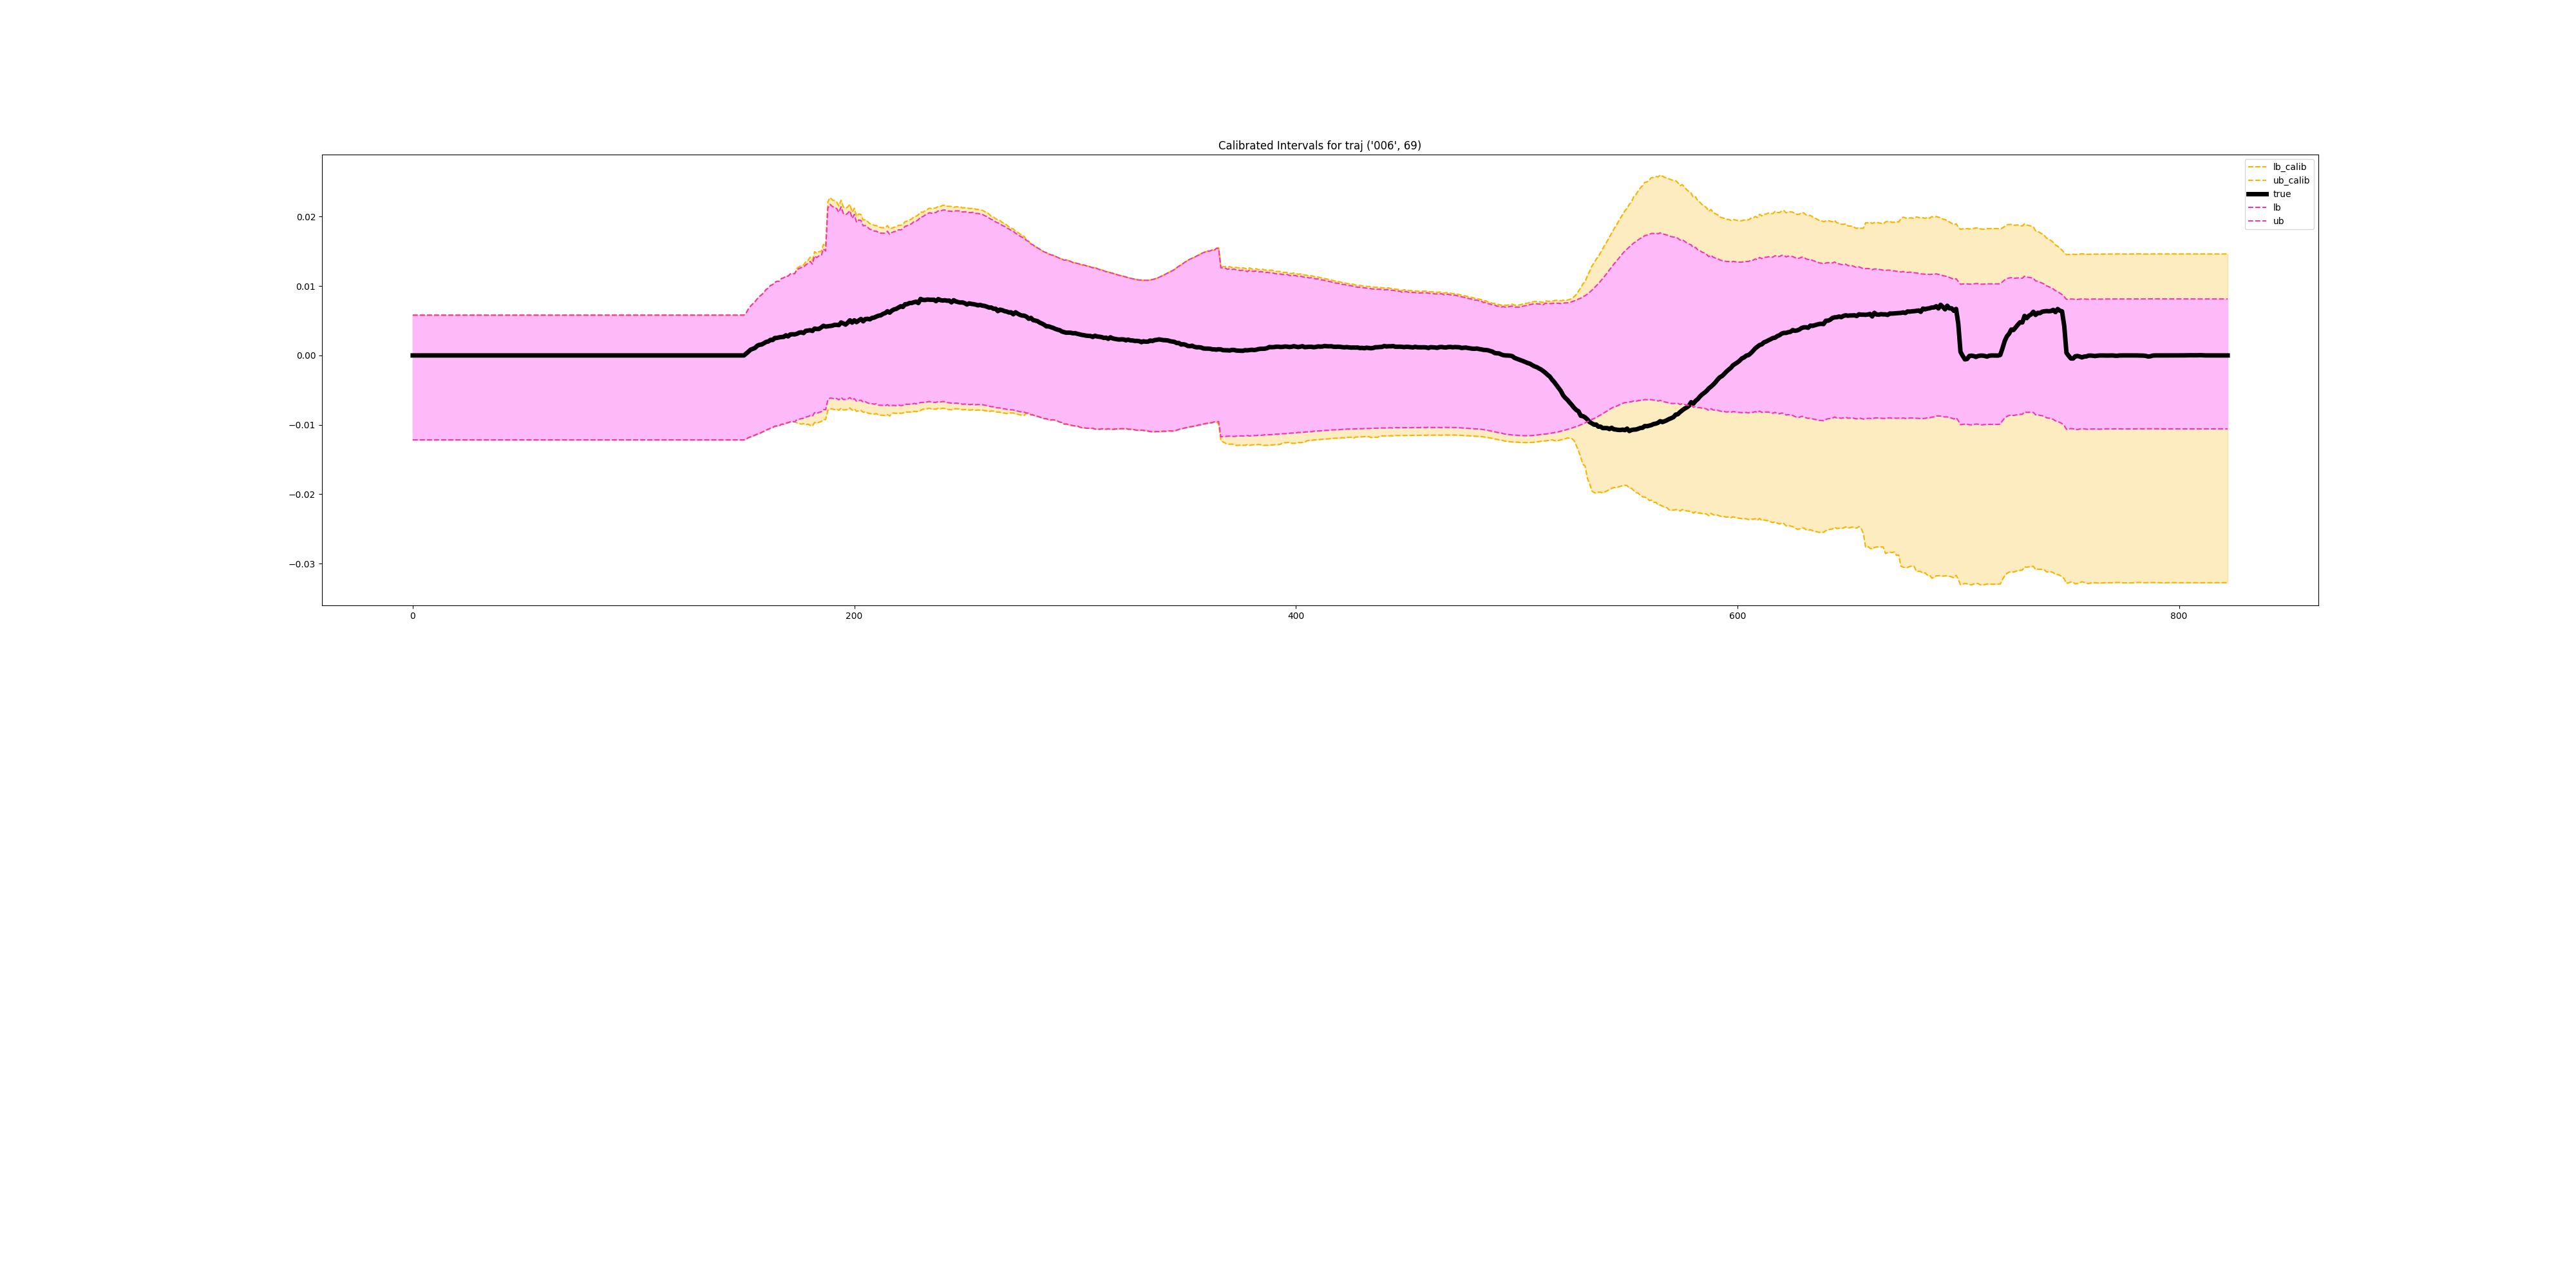 Calibrated Intervals for traj ('006', 69)
lb_calib
ub_calib
true
lb
ub
0.02
0.01
0.00
−0.01
−0.02
−0.03
0 200 400 600 800